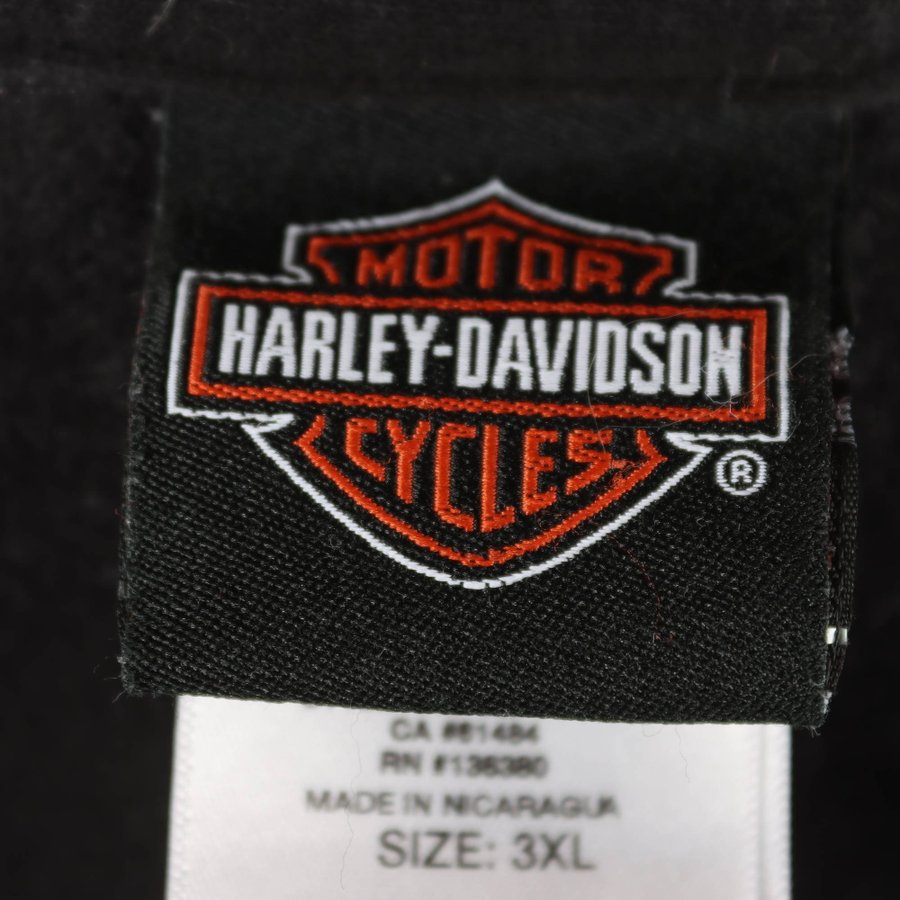 MOTOR
HARLEY-DAVIDSON
CYCLES
®
CA #61484
RN #136380
MADE IN NICARAGUA
SIZE: 3XL